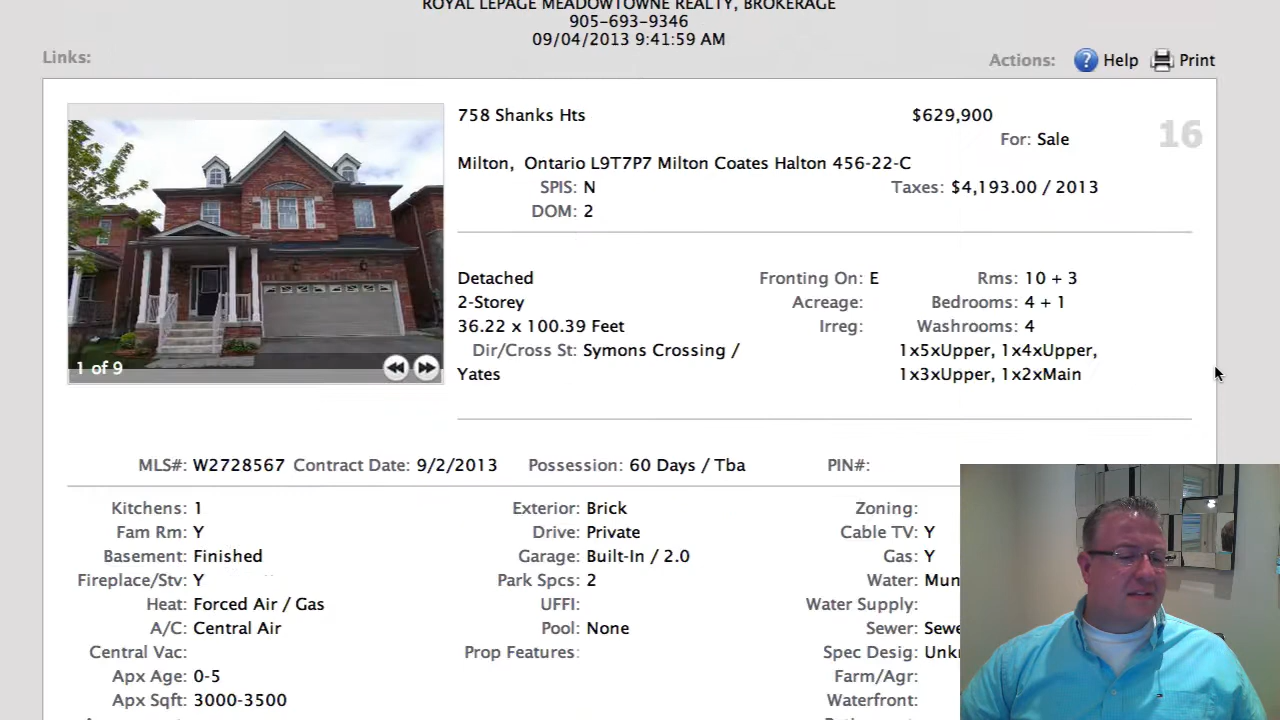 ROYAL LEPAGE MEADOWTOWNE REALTY, BROKERAGE
905-693-9346
09/04/2013 9:41:59 AM
Links:
Actions: ? Help Print
758 Shanks Hts $629,900
16
For: Sale
Milton, Ontario L9T7P7 Milton Coates Halton 456-22-C
SPIS: N Taxes: $4,193.00 / 2013
DOM: 2
Detached Fronting On: E Rms: 10 + 3
2-Storey Acreage: Bedrooms: 4 + 1
36.22 x 100.39 Feet Irreg: Washrooms: 4
Dir/Cross St: Symons Crossing / 1x5xUpper, 1x4xUpper,
Yates 1x3xUpper, 1x2xMain
1 of 9
MLS#: W2728567 Contract Date: 9/2/2013 Possession: 60 Days / Tba PIN#:
Kitchens: 1 Exterior: Brick Zoning:
Fam Rm: Y Drive: Private Cable TV: Y
Basement: Finished Garage: Built-In / 2.0 Gas: Y
Fireplace/Stv: Y Park Spcs: 2 Water: Mun
Heat: Forced Air / Gas UFFI: Water Supply:
A/C: Central Air Pool: None Sewer: Sewe
Central Vac: Prop Features: Spec Desig: Unk
Apx Age: 0-5 Farm/Agr:
Apx Sqft: 3000-3500 Waterfront: